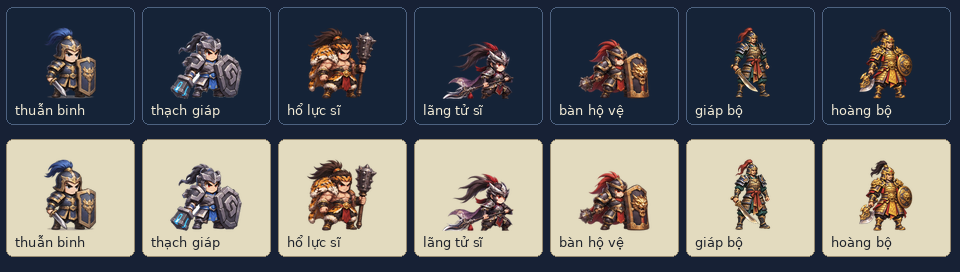 thuẫn binh
thạch giáp
hổ lực sĩ
lãng tử sĩ
bàn hộ vệ
giáp bộ
hoàng bộ
thuẫn binh
thạch giáp
hổ lực sĩ
lãng tử sĩ
bàn hộ vệ
giáp bộ
hoàng bộ